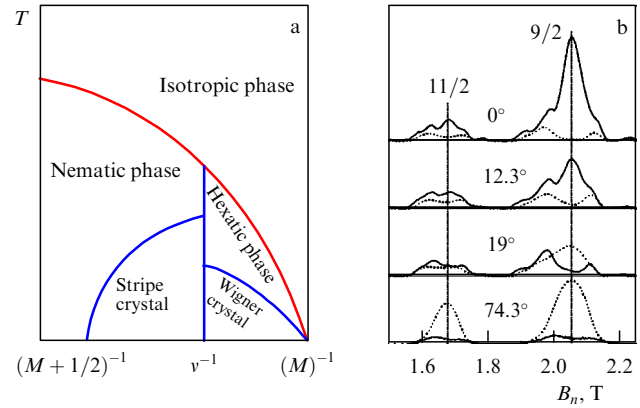 T
a
Isotropic phase
Nematic phase
Hexatic phase
Stripe
crystal
Wigner
crystal
(M + 1/2)⁻¹
ν⁻¹
(M)⁻¹
b
9/2
11/2
0°
12.3°
19°
74.3°
1.6
1.8
2.0
2.2
Bₙ, T